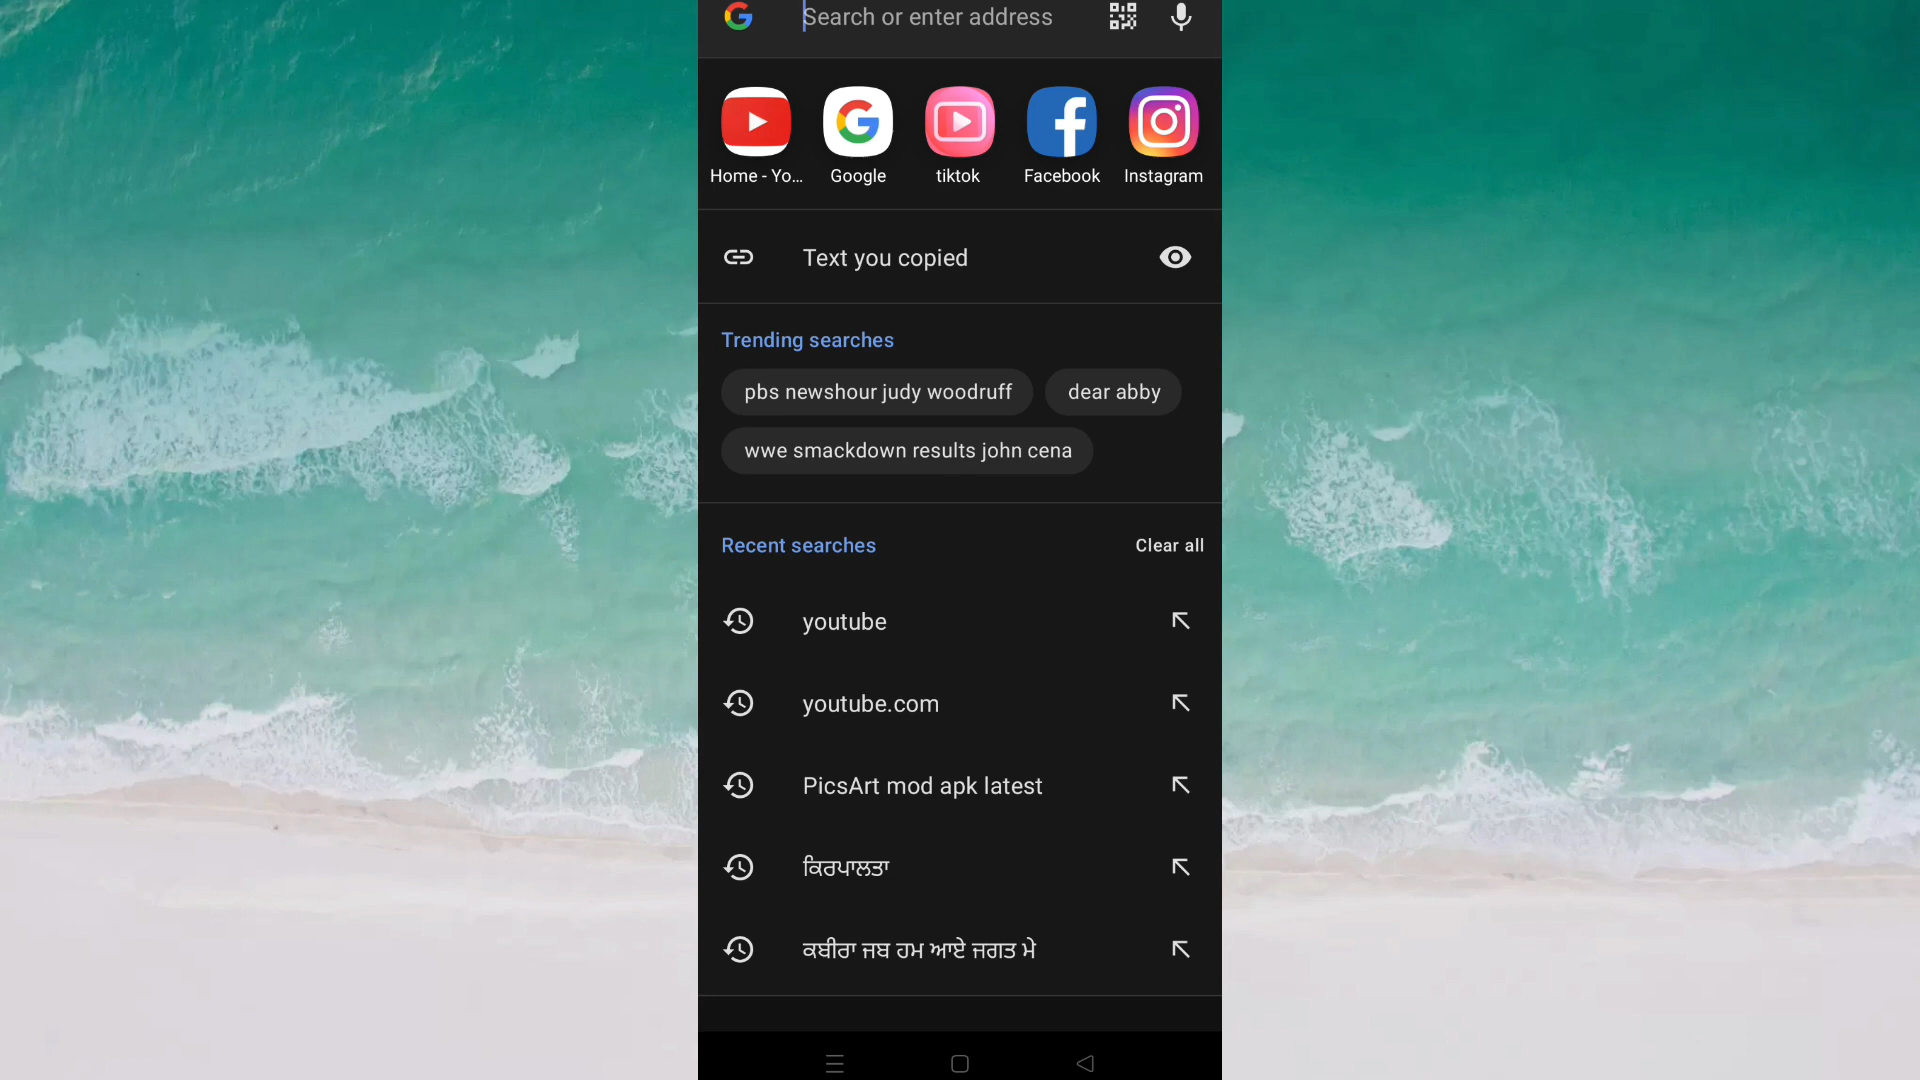 Search or enter address
Home - Yo...
Google
tiktok
Facebook
Instagram
Text you copied
Trending searches
pbs newshour judy woodruff
dear abby
wwe smackdown results john cena
Recent searches
Clear all
youtube
youtube.com
PicsArt mod apk latest
ਕਿਰਪਾਲਤਾ
ਕਬੀਰਾ ਜਬ ਹਮ ਆਏ ਜਗਤ ਮੇ